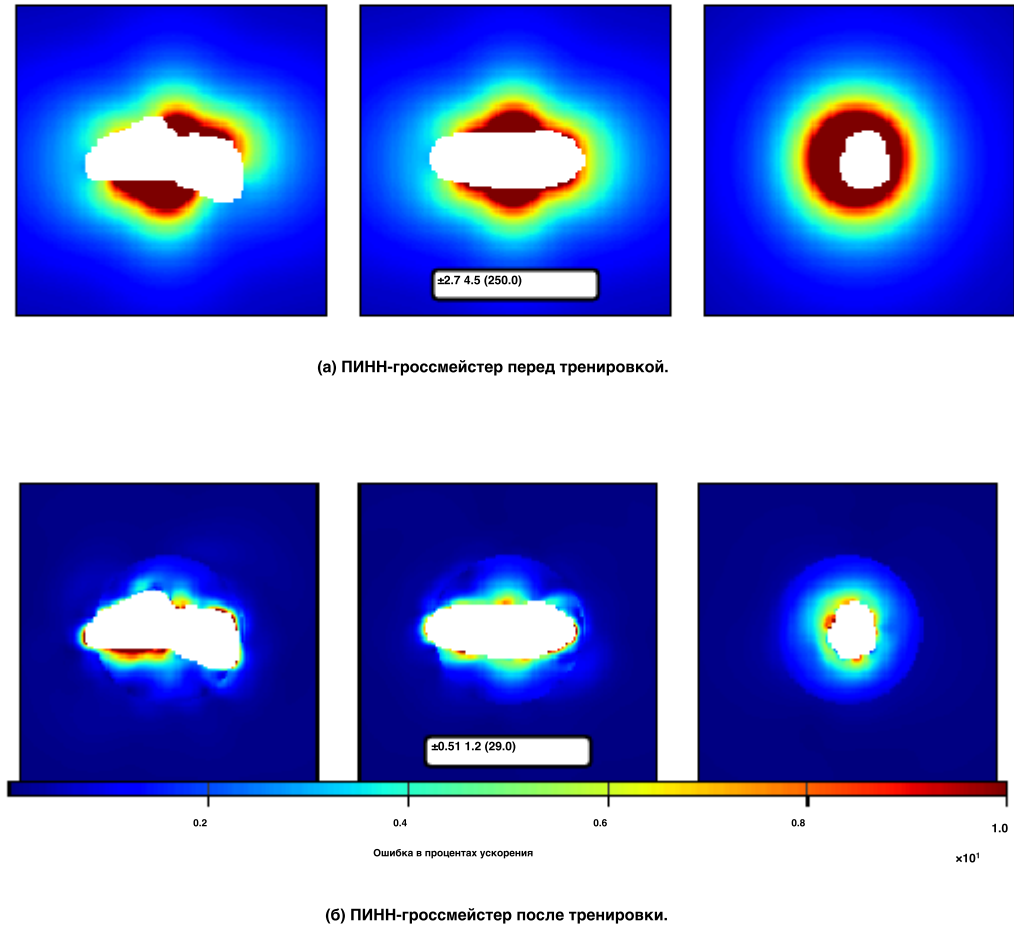 ±2.7 4.5 (250.0)
(а) ПИНН-гроссмейстер перед тренировкой.
±0.51 1.2 (29.0)
0.2 0.4 0.6 0.8 1.0
Ошибка в процентах ускорения
×10¹
(б) ПИНН-гроссмейстер после тренировки.